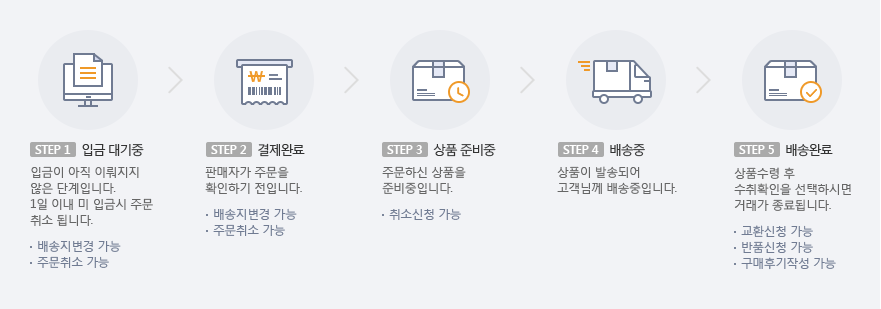 STEP 1 입금 대기중
입금이 아직 이뤄지지
않은 단계입니다.
1일 이내 미 입금시 주문
취소 됩니다.
· 배송지변경 가능
· 주문취소 가능
STEP 2 결제완료
판매자가 주문을
확인하기 전입니다.
· 배송지변경 가능
· 주문취소 가능
STEP 3 상품 준비중
주문하신 상품을
준비중입니다.
· 취소신청 가능
STEP 4 배송중
상품이 발송되어
고객님께 배송중입니다.
STEP 5 배송완료
상품수령 후
수취확인을 선택하시면
거래가 종료됩니다.
· 교환신청 가능
· 반품신청 가능
· 구매후기작성 가능